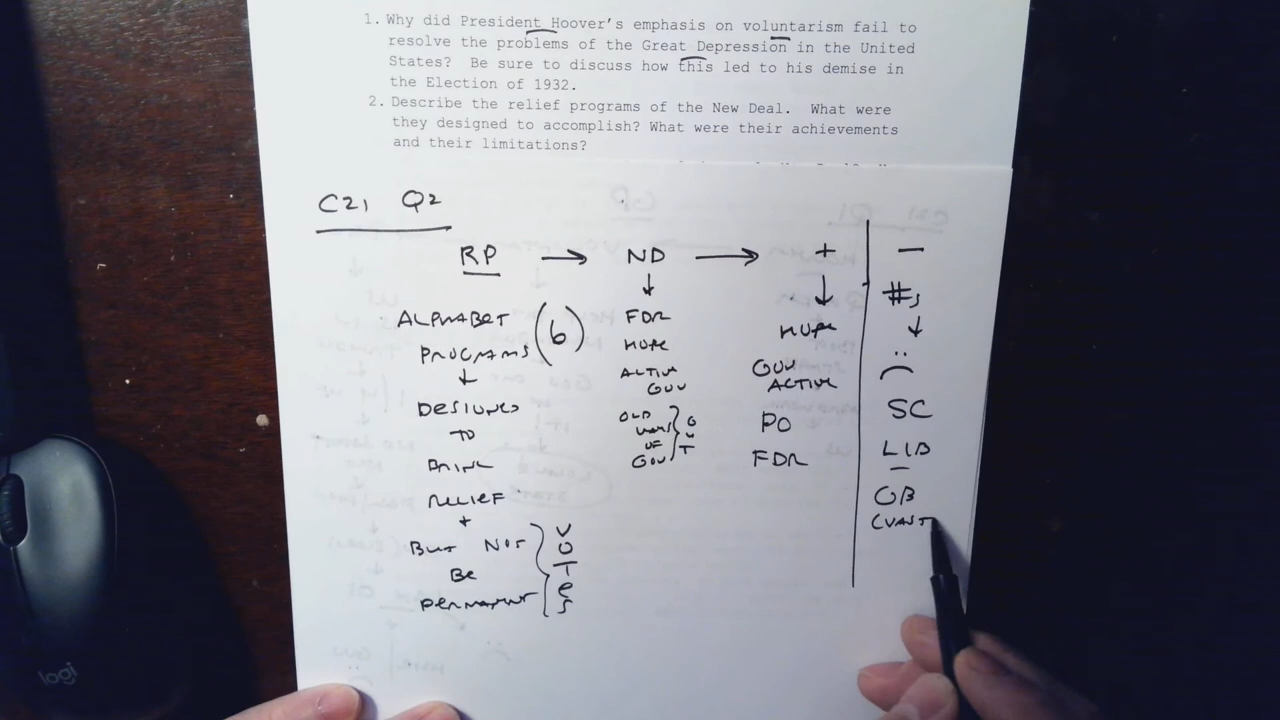 1. Why did President Hoover's emphasis on voluntarism fail to
resolve the problems of the Great Depression in the United
States? Be sure to discuss how this led to his demise in
the Election of 1932.
2. Describe the relief programs of the New Deal. What were
they designed to accomplish? What were their achievements
and their limitations?
C21 Q2
RP → ND → + | -
ALPHABET
PROGRAMS (6)
↓
DESIGNED
TO
RELIEF
+
BUT NOT
BE
PERMANENT
VOTES
↓
FDR
HOPE
ACTIVE
GOV
OLD
WAYS
OF
GOV
OUT
↓
HOPE
GOV
ACTIVE
PO
FDR
#s
↓
:(
SC
LIB
OB
logi